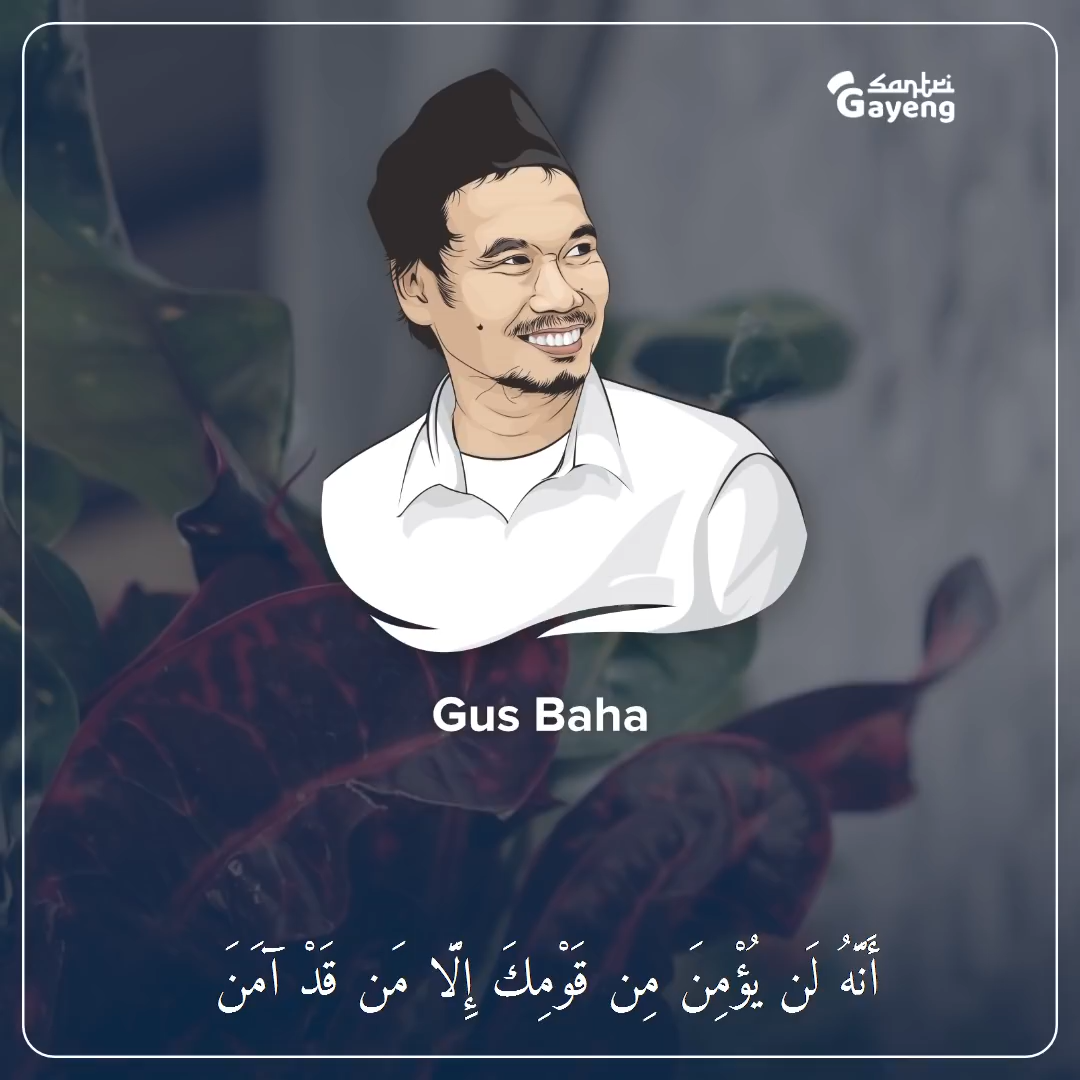 Santri
Gayeng
Gus Baha
أَنَّهُ لَن يُؤْمِنَ مِن قَوْمِكَ إِلَّا مَن قَدْ آمَنَ